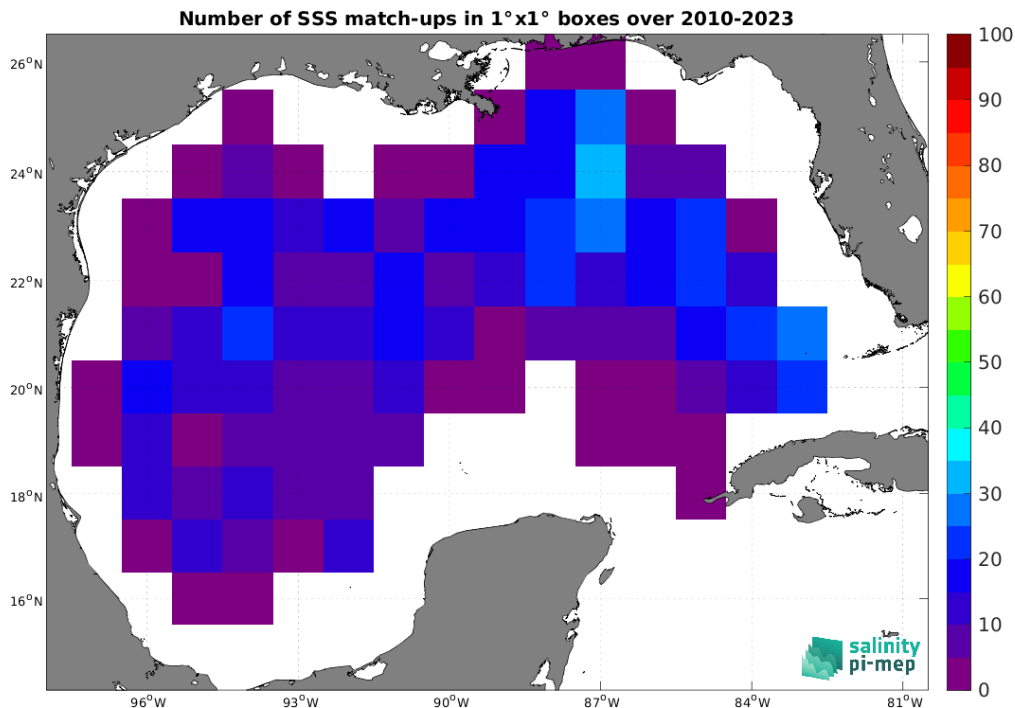 Number of SSS match-ups in 1°x1° boxes over 2010-2023
26°N
24°N
22°N
20°N
18°N
16°N
96°W
93°W
90°W
87°W
84°W
81°W
100
90
80
70
60
50
40
30
20
10
0
salinity
pi-mep